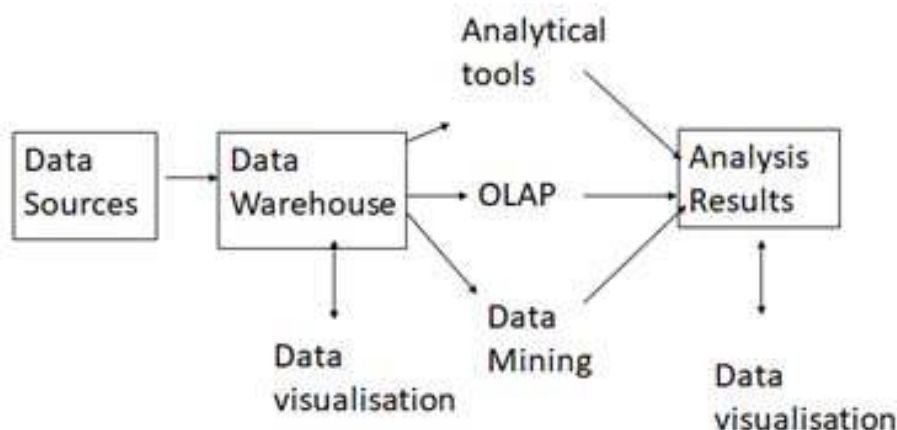 Analytical
tools
Data
Sources
Data
Warehouse
OLAP
Analysis
Results
Data
Mining
Data
visualisation
Data
visualisation